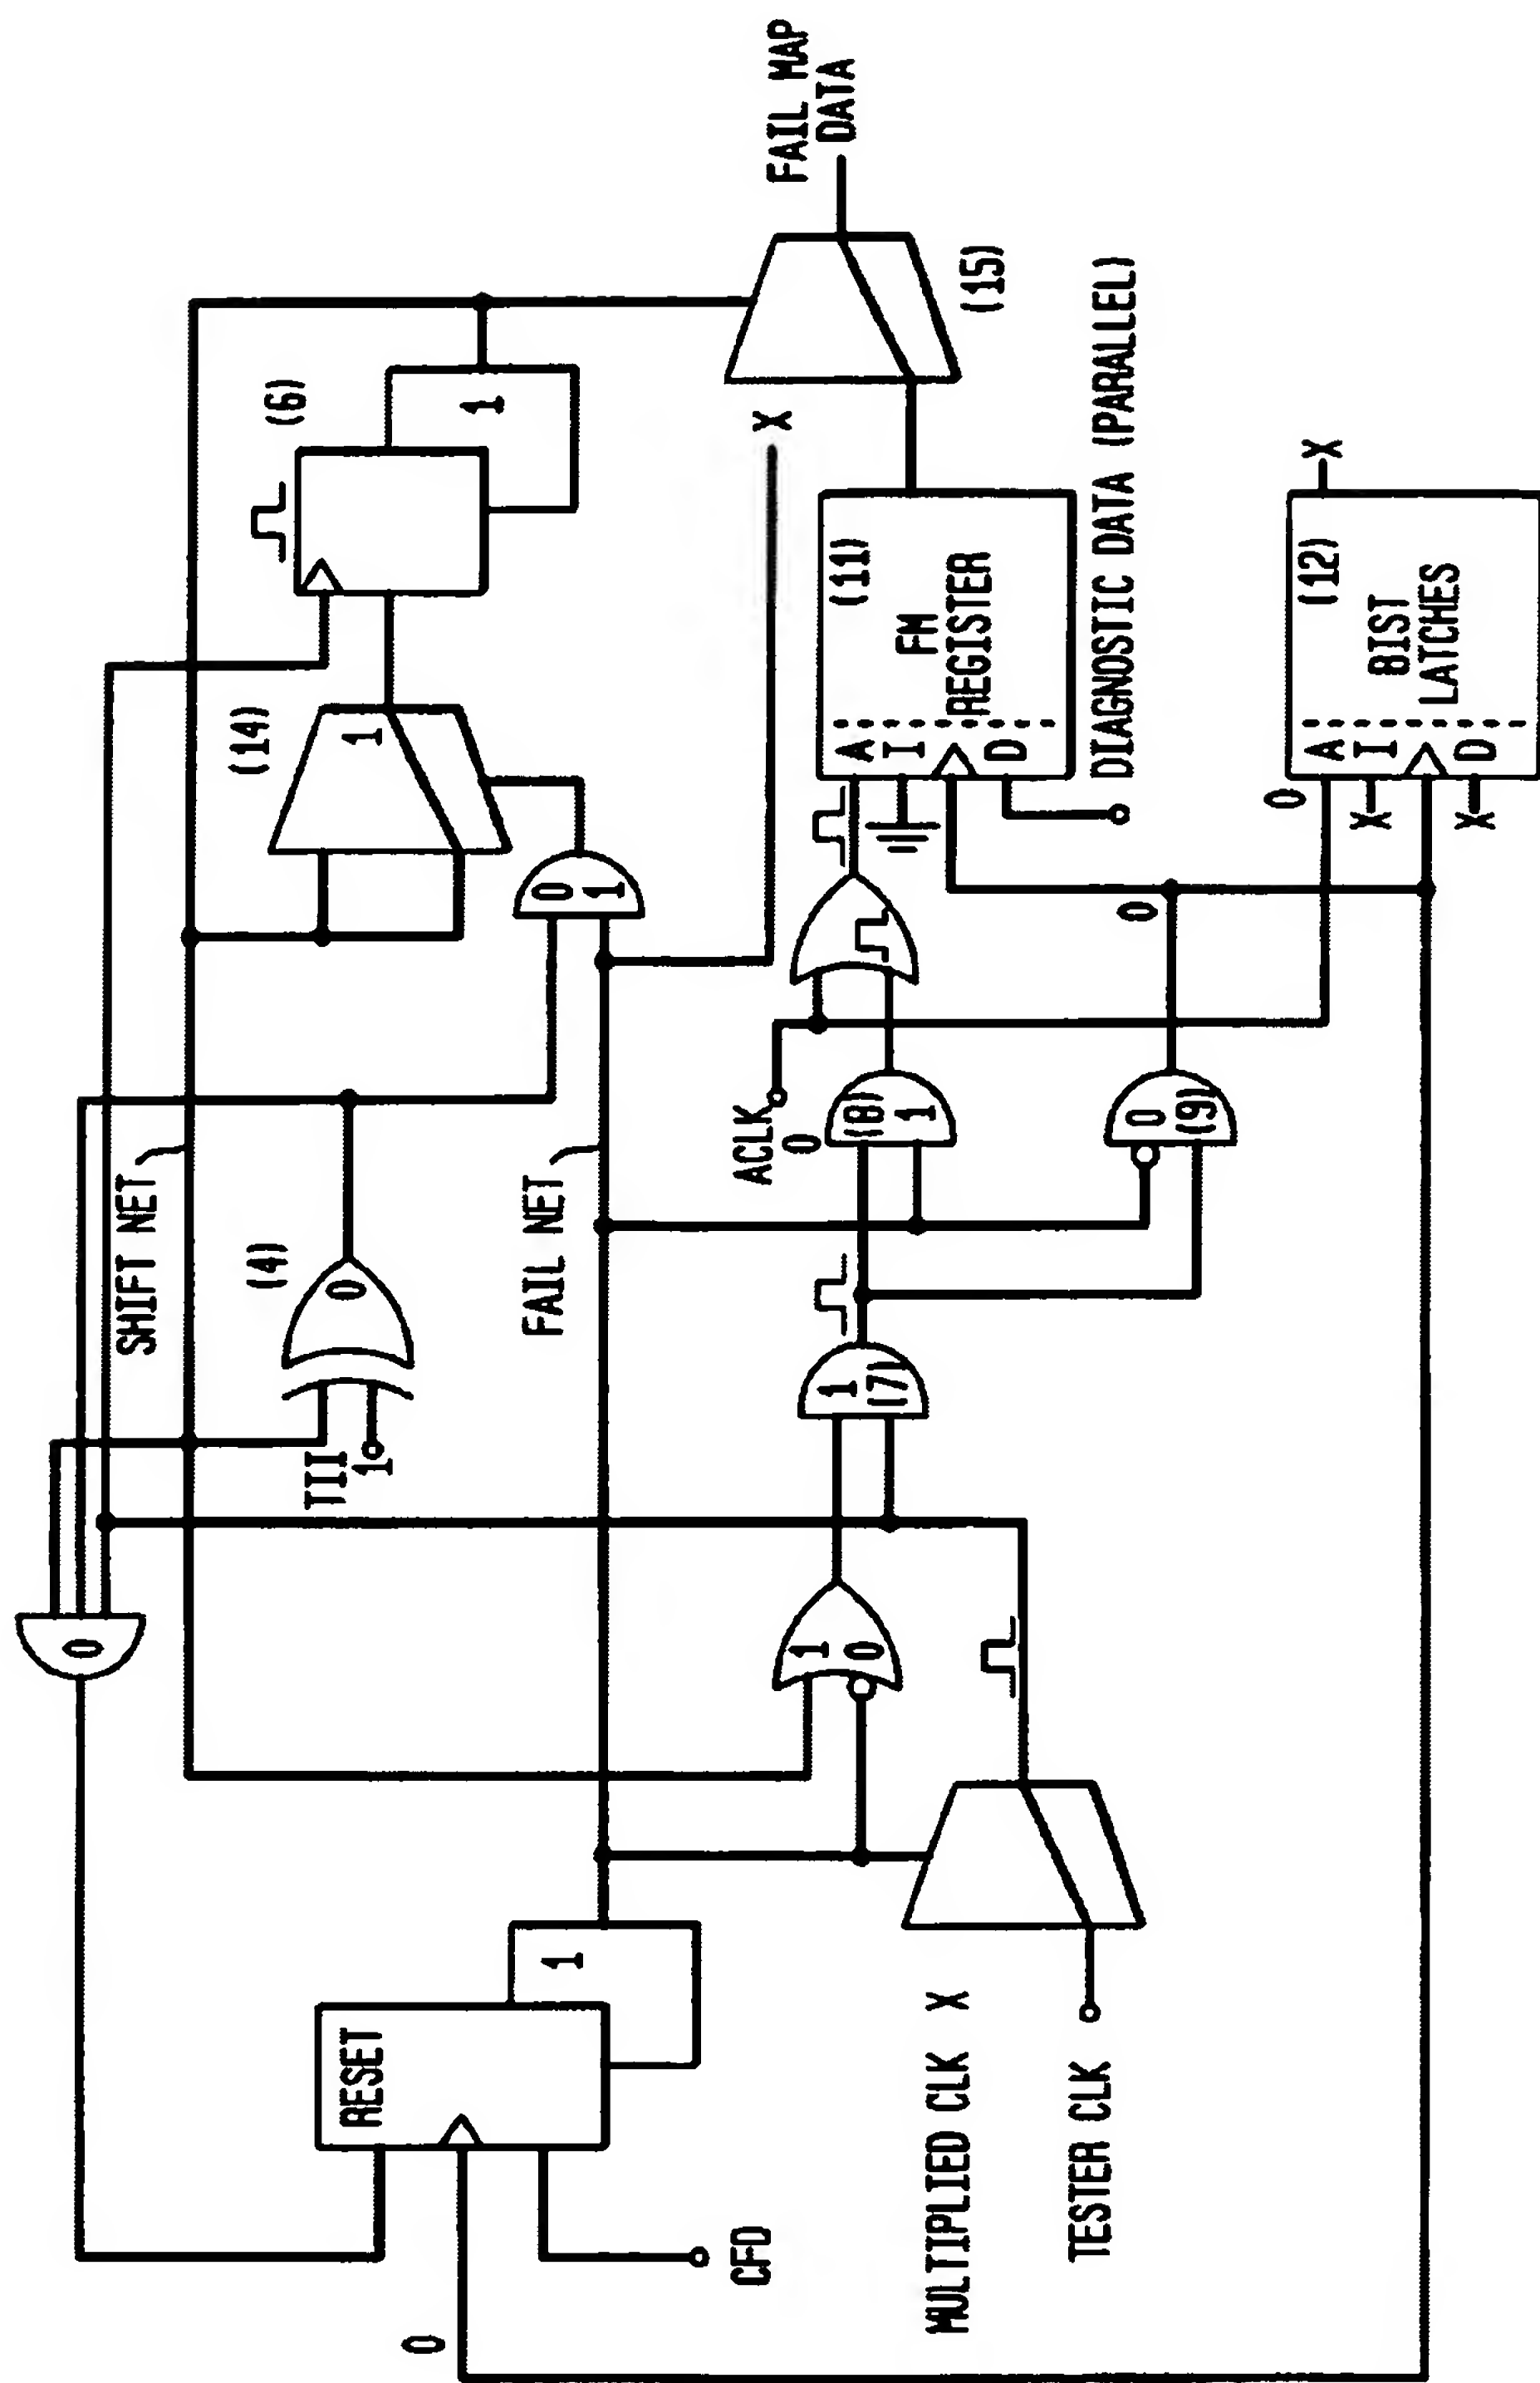 FAIL MAP
DATA
(6)
1
(15)
(14)
1
X
DIAGNOSTIC DATA (PARALLEL)
(11)
FM
REGISTER
A
I
D
X
(12)
BIST
LATCHES
A
I
D
0
X
X
0
1
0
SHIFT NET
(4)
0
TII
1
FAIL NET
ACLK
0
(8)
1
0
(9)
1
(7)
0
1
0
RESET
1
CFD
0
MULTIPLIED CLK X
TESTER CLK